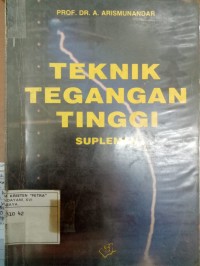 PROF. DR. A. ARISMUNANDAR
TEKNIK
TEGANGAN
TINGGI
SUPLEMEN